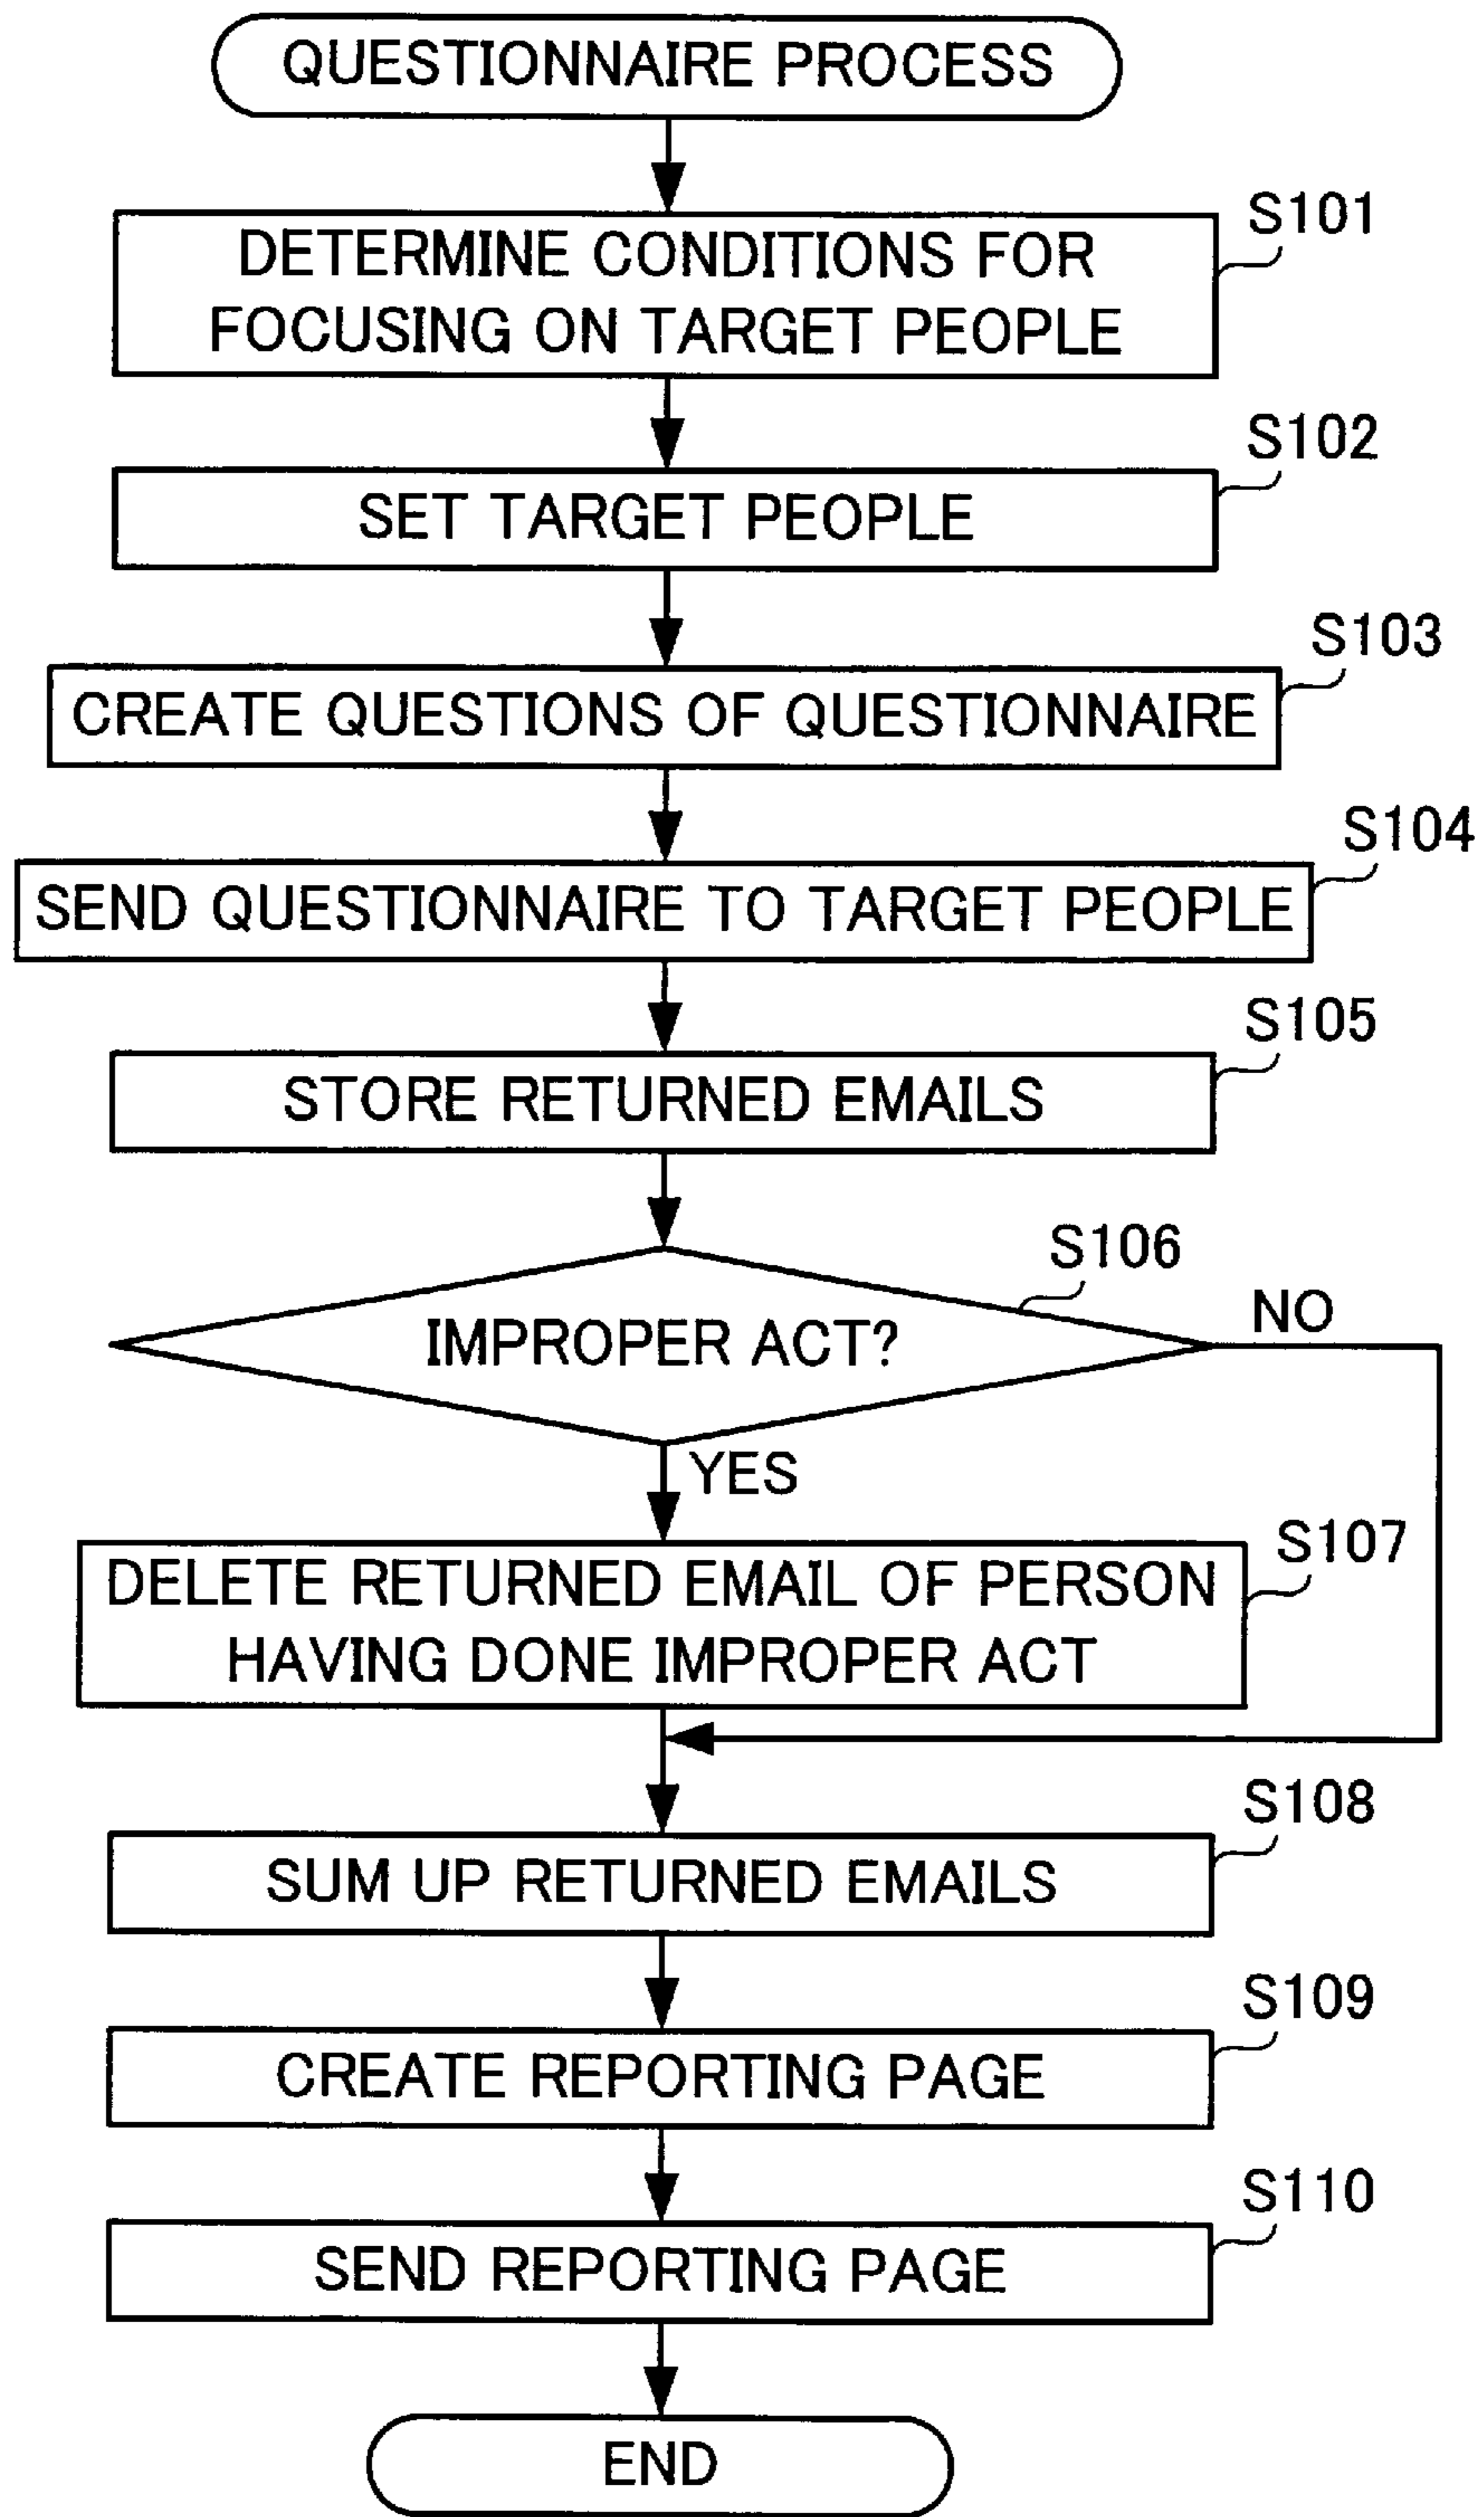 QUESTIONNAIRE PROCESS
S101
DETERMINE CONDITIONS FOR
FOCUSING ON TARGET PEOPLE
S102
SET TARGET PEOPLE
S103
CREATE QUESTIONS OF QUESTIONNAIRE
S104
SEND QUESTIONNAIRE TO TARGET PEOPLE
S105
STORE RETURNED EMAILS
S106
IMPROPER ACT?
NO
YES
S107
DELETE RETURNED EMAIL OF PERSON
HAVING DONE IMPROPER ACT
S108
SUM UP RETURNED EMAILS
S109
CREATE REPORTING PAGE
S110
SEND REPORTING PAGE
END